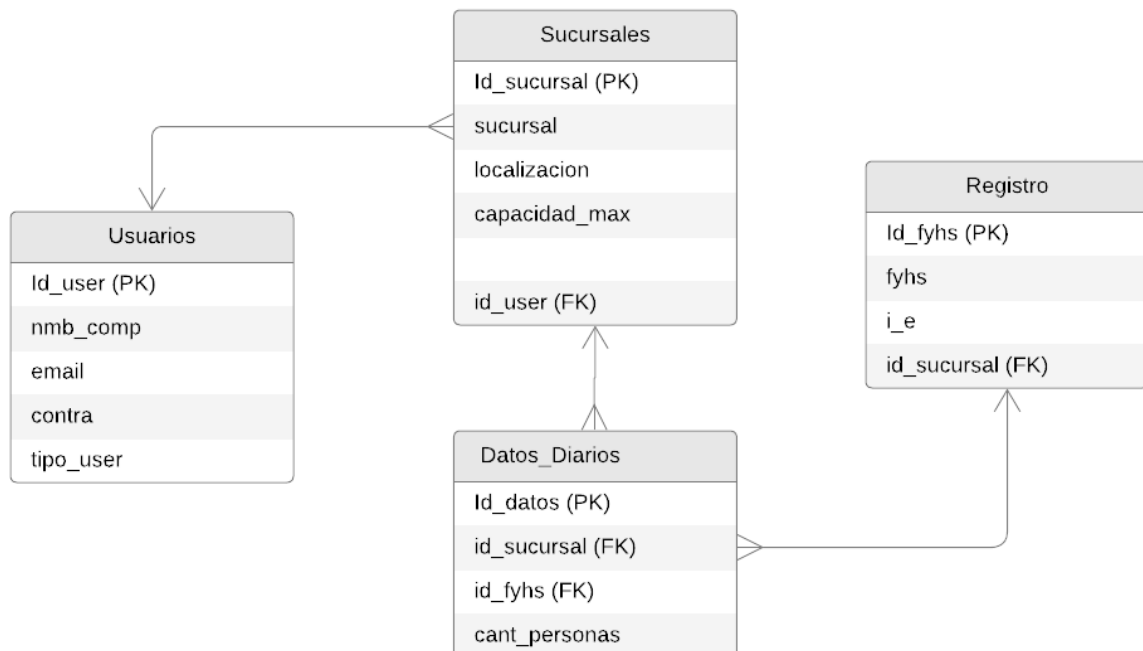 Sucursales
Id_sucursal (PK)
sucursal
localizacion
capacidad_max
id_user (FK)
Usuarios
Id_user (PK)
nmb_comp
email
contra
tipo_user
Registro
Id_fyhs (PK)
fyhs
i_e
id_sucursal (FK)
Datos_Diarios
Id_datos (PK)
id_sucursal (FK)
id_fyhs (FK)
cant_personas